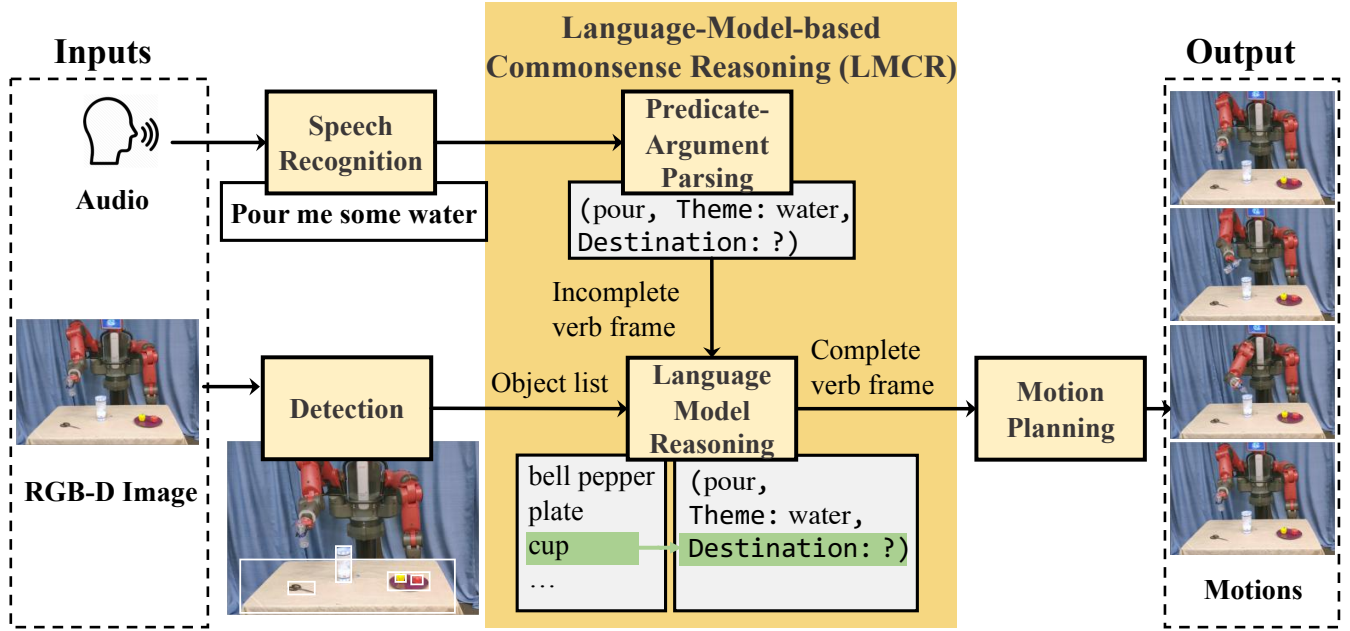 Inputs
Audio
RGB-D Image
Speech
Recognition
Pour me some water
Detection
Language-Model-based
Commonsense Reasoning (LMCR)
Predicate-
Argument
Parsing
(pour, Theme: water,
Destination: ?)
Incomplete
verb frame
Object list
Language
Model
Reasoning
bell pepper
plate
cup
…
(pour,
Theme: water,
Destination: ?)
Complete
verb frame
Motion
Planning
Output
Motions